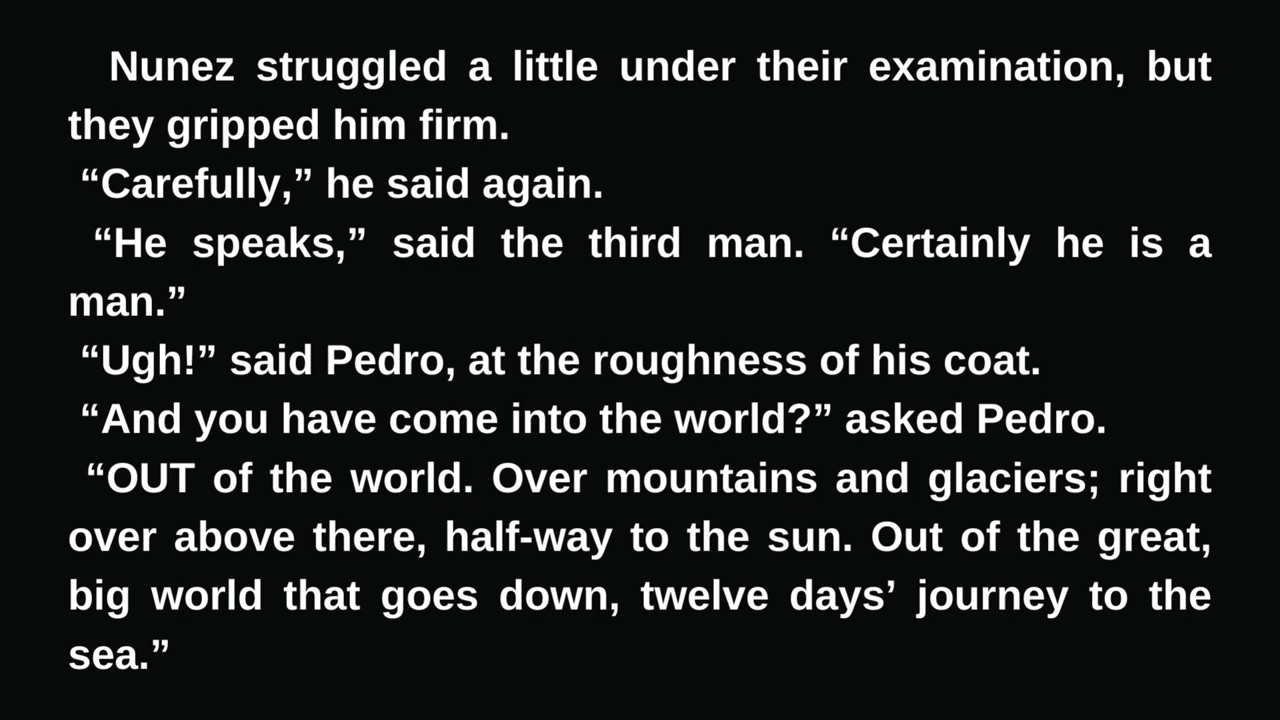 Nunez struggled a little under their examination, but
they gripped him firm.
“Carefully,” he said again.
“He speaks,” said the third man. “Certainly he is a
man.”
“Ugh!” said Pedro, at the roughness of his coat.
“And you have come into the world?” asked Pedro.
“OUT of the world. Over mountains and glaciers; right
over above there, half-way to the sun. Out of the great,
big world that goes down, twelve days’ journey to the
sea.”